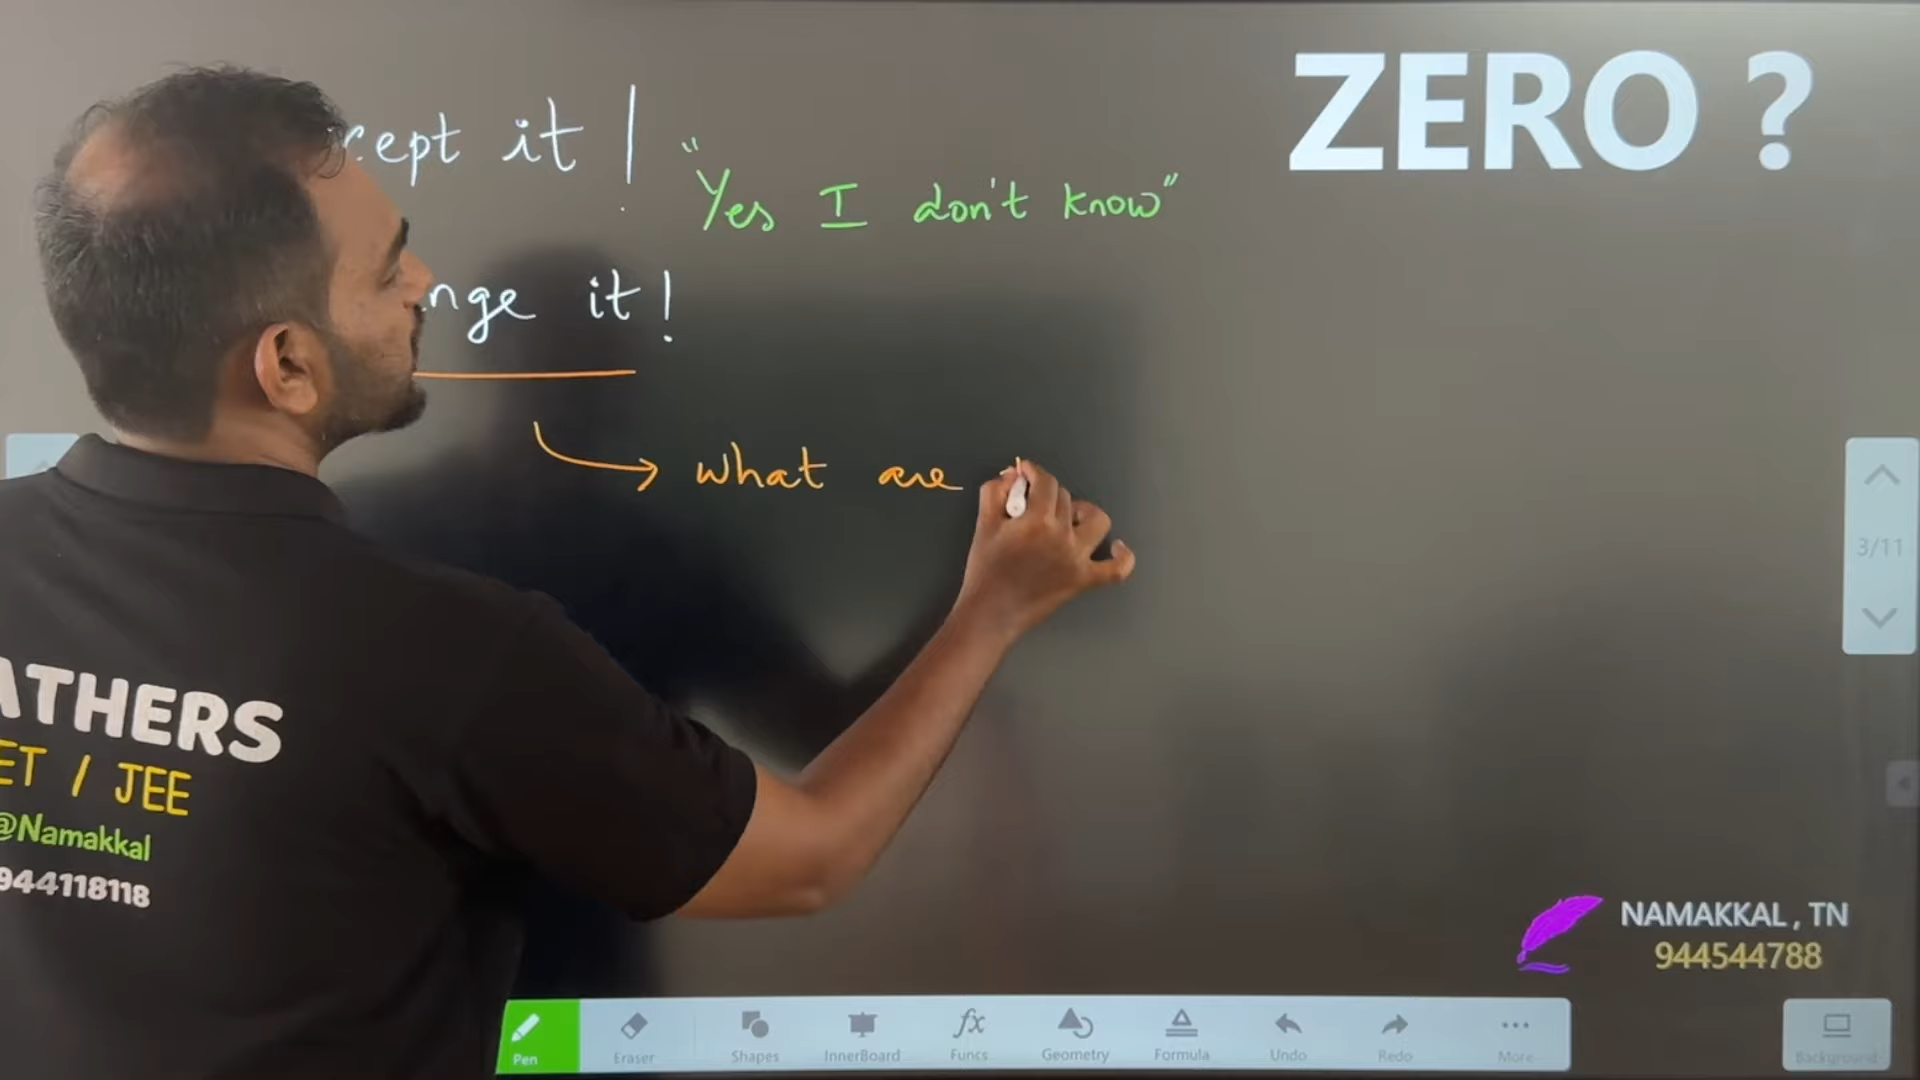 ZERO ?
cept it !
"Yes I don't know"
nge it !
what are
3/11
ATHERS
ET / JEE
@Namakkal
944118118
NAMAKKAL , TN
944544788
Pen
Eraser
Shapes
InnerBoard
Funcs
Geometry
Formula
Undo
Redo
More
Background